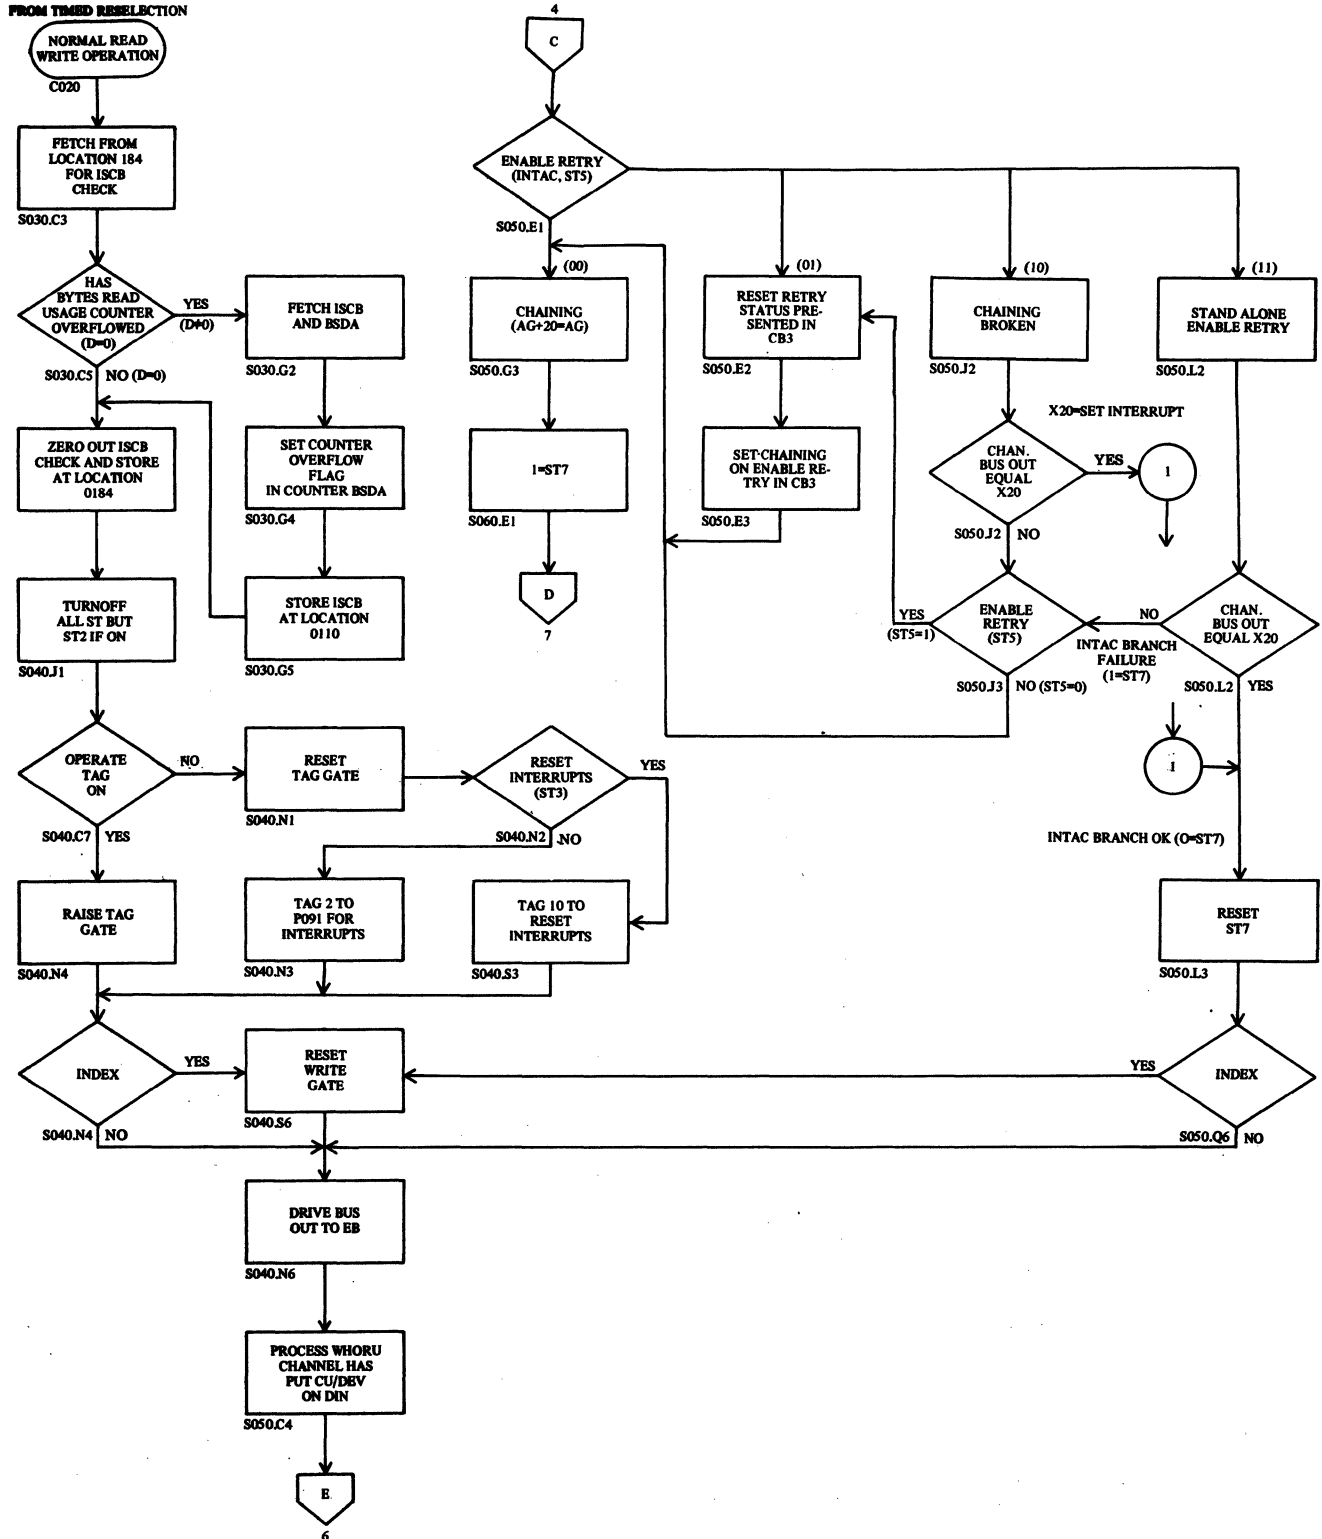 FROM TIMED RESELECTION
NORMAL READ
WRITE OPERATION
C020
FETCH FROM
LOCATION 184
FOR ISCB
CHECK
S030.C3
HAS
BYTES READ
USAGE COUNTER
OVERFLOWED
(D=0)
YES
(D≠0)
S030.C5
NO (D=0)
FETCH ISCB
AND BSDA
S030.G2
ZERO OUT ISCB
CHECK AND STORE
AT LOCATION
0184
SET COUNTER
OVERFLOW
FLAG
IN COUNTER BSDA
S030.G4
TURNOFF
ALL ST BUT
ST2 IF ON
S040.J1
STORE ISCB
AT LOCATION
0110
S030.G5
OPERATE
TAG
ON
NO
S040.C7
YES
RESET
TAG GATE
S040.N1
RESET
INTERRUPTS
(ST3)
YES
S040.N2
NO
RAISE TAG
GATE
S040.N4
TAG 2 TO
P091 FOR
INTERRUPTS
S040.N3
TAG 10 TO
RESET
INTERRUPTS
S040.S3
INDEX
YES
S040.N4
NO
RESET
WRITE
GATE
S040.S6
DRIVE BUS
OUT TO EB
S040.N6
PROCESS WHORU
CHANNEL HAS
PUT CU/DEV
ON DIN
S050.C4
E
6
4
C
ENABLE RETRY
(INTAC, ST5)
S050.E1
(00)
CHAINING
(AG+20=AG)
S050.G3
1=ST7
S060.E1
D
7
(01)
RESET RETRY
STATUS PRE-
SENTED IN
CB3
S050.E2
SET-CHAINING
ON ENABLE RE-
TRY IN CB3
S050.E3
(10)
CHAINING
BROKEN
S050.J2
X20=SET INTERRUPT
CHAN.
BUS OUT
EQUAL
X20
YES
1
S050.J2
NO
ENABLE
RETRY
(ST5)
YES
(ST5=1)
S050.J3
NO (ST5=0)
(11)
STAND ALONE
ENABLE RETRY
S050.L2
CHAN.
BUS OUT
EQUAL X20
NO
INTAC BRANCH
FAILURE
(1=ST7)
S050.L2
YES
1
INTAC BRANCH OK (O=ST7)
RESET
ST7
S050.L3
INDEX
YES
S050.Q6
NO